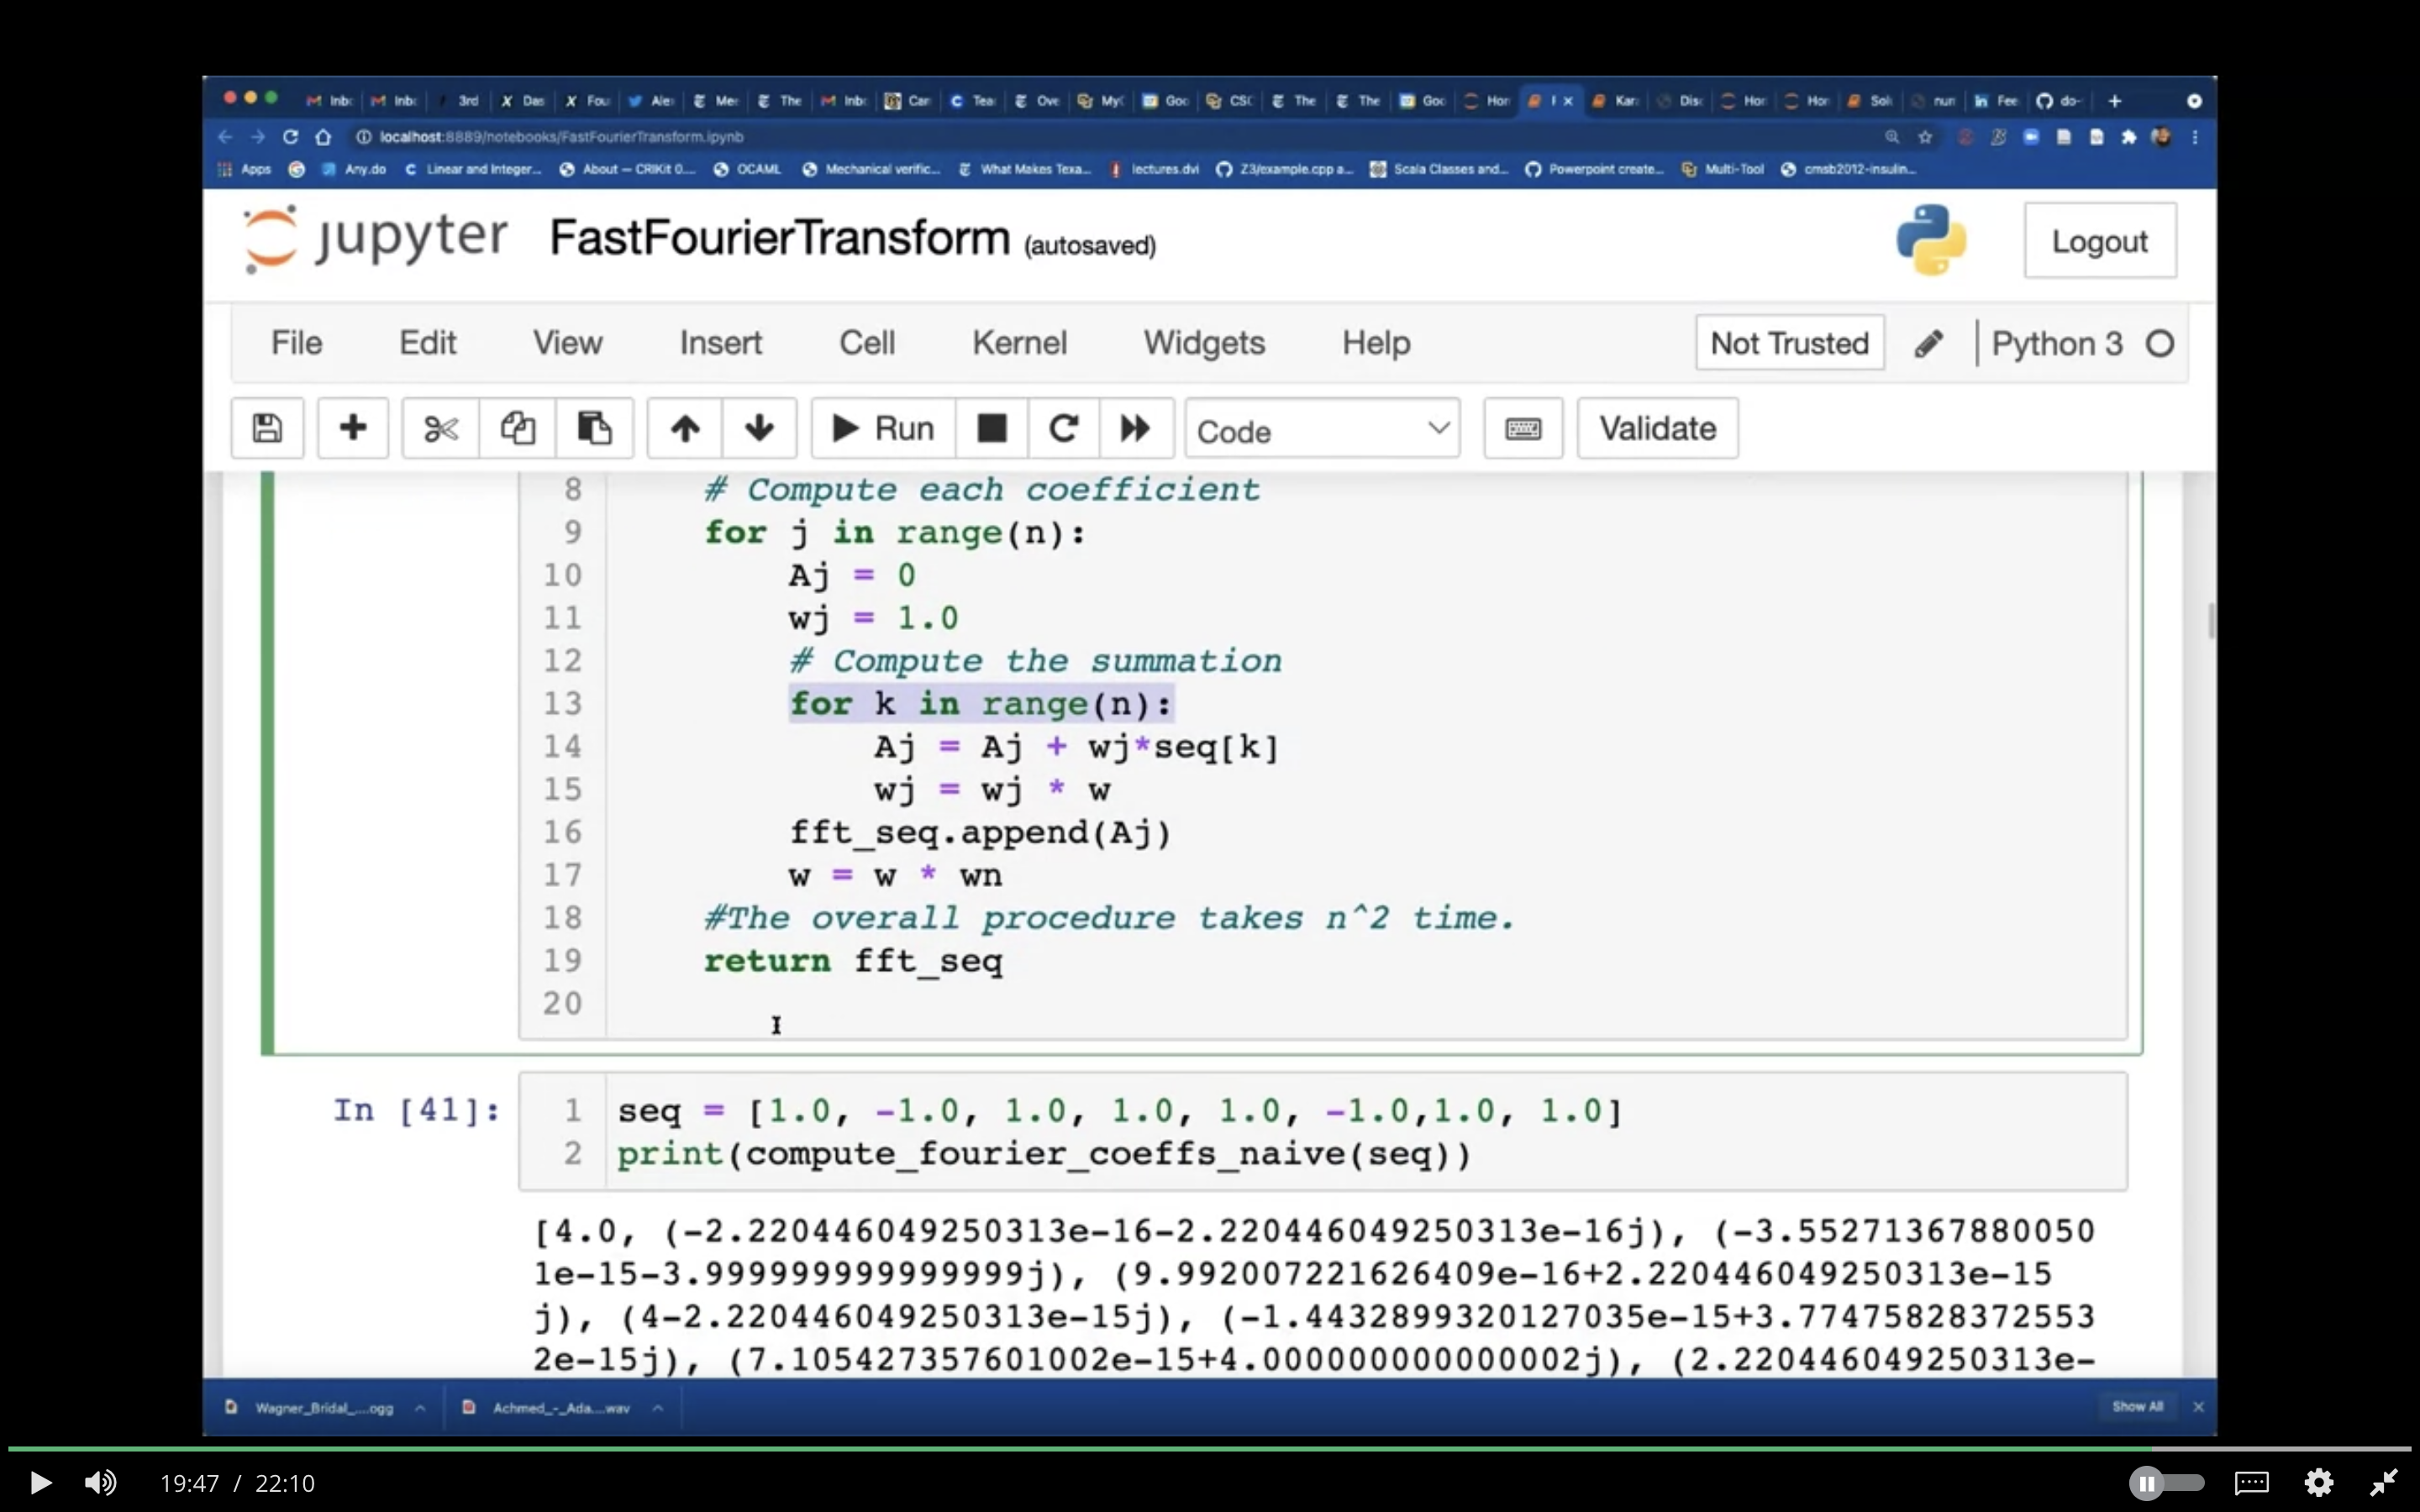 Inb Inb 3rd Das Fou Ale Mee The Inb Car Tea Ove My Goo CSC The The Goo Hor Kar Dis Hor Hor Sol num Fee do-
localhost:8889/notebooks/FastFourierTransform.ipynb
Apps Any.do Linear and Integer... About — CRIKit 0.... OCAML Mechanical verific... What Makes Texa... lectures.dvi Z3/example.cpp a... Scala Classes and... Powerpoint create... Multi-Tool cmsb2012-insulin...
jupyter FastFourierTransform (autosaved) Logout
File Edit View Insert Cell Kernel Widgets Help Not Trusted Python 3
Run Code Validate
8 # Compute each coefficient
9 for j in range(n):
10 Aj = 0
11 wj = 1.0
12 # Compute the summation
13 for k in range(n):
14 Aj = Aj + wj*seq[k]
15 wj = wj * w
16 fft_seq.append(Aj)
17 w = w * wn
18 #The overall procedure takes n^2 time.
19 return fft_seq
20
In [41]: 1 seq = [1.0, -1.0, 1.0, 1.0, 1.0, -1.0,1.0, 1.0]
2 print(compute_fourier_coeffs_naive(seq))
[4.0, (-2.220446049250313e-16-2.220446049250313e-16j), (-3.55271367880050
1e-15-3.999999999999999j), (9.992007221626409e-16+2.220446049250313e-15
j), (4-2.220446049250313e-15j), (-1.4432899320127035e-15+3.77475828372553
2e-15j), (7.105427357601002e-15+4.000000000000002j), (2.220446049250313e-
Wagner_Bridal_....ogg Achmed_-_Ada....wav Show All
19:47 / 22:10